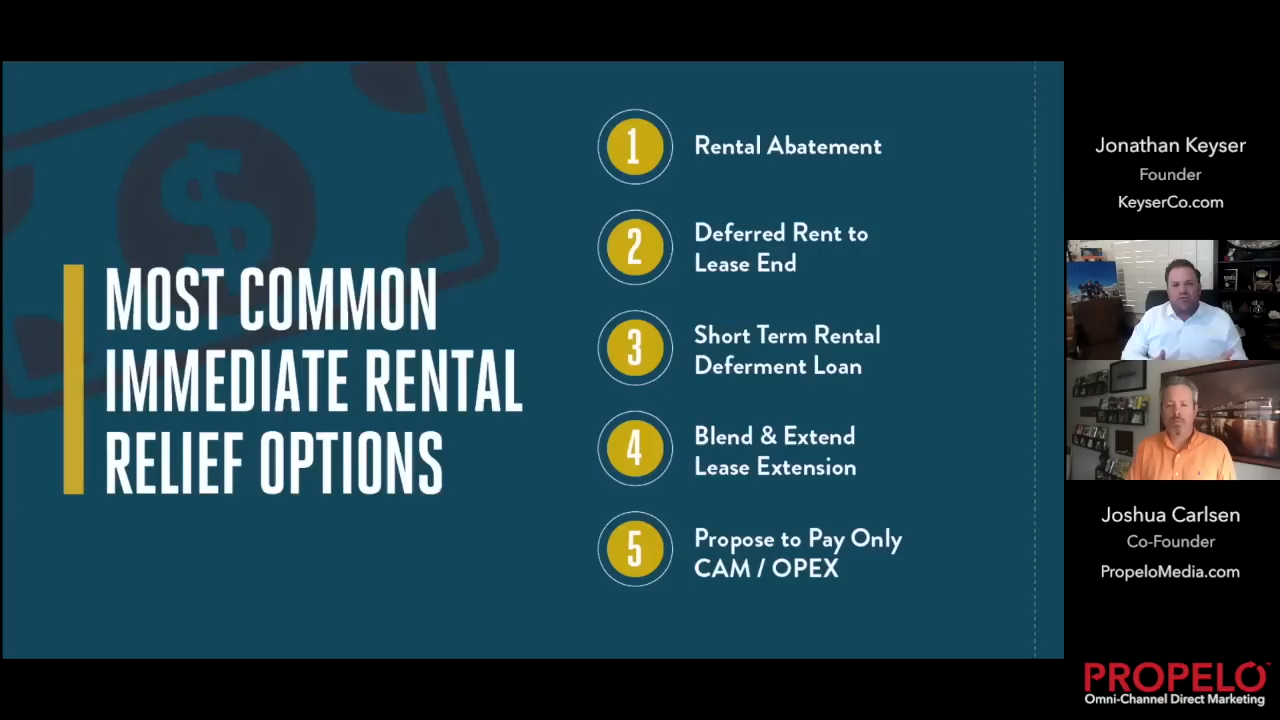 MOST COMMON
IMMEDIATE RENTAL
RELIEF OPTIONS
1
Rental Abatement
2
Deferred Rent to
Lease End
3
Short Term Rental
Deferment Loan
4
Blend & Extend
Lease Extension
5
Propose to Pay Only
CAM / OPEX
Jonathan Keyser
Founder
KeyserCo.com
Joshua Carlsen
Co-Founder
PropeloMedia.com
PROPELO
Omni-Channel Direct Marketing